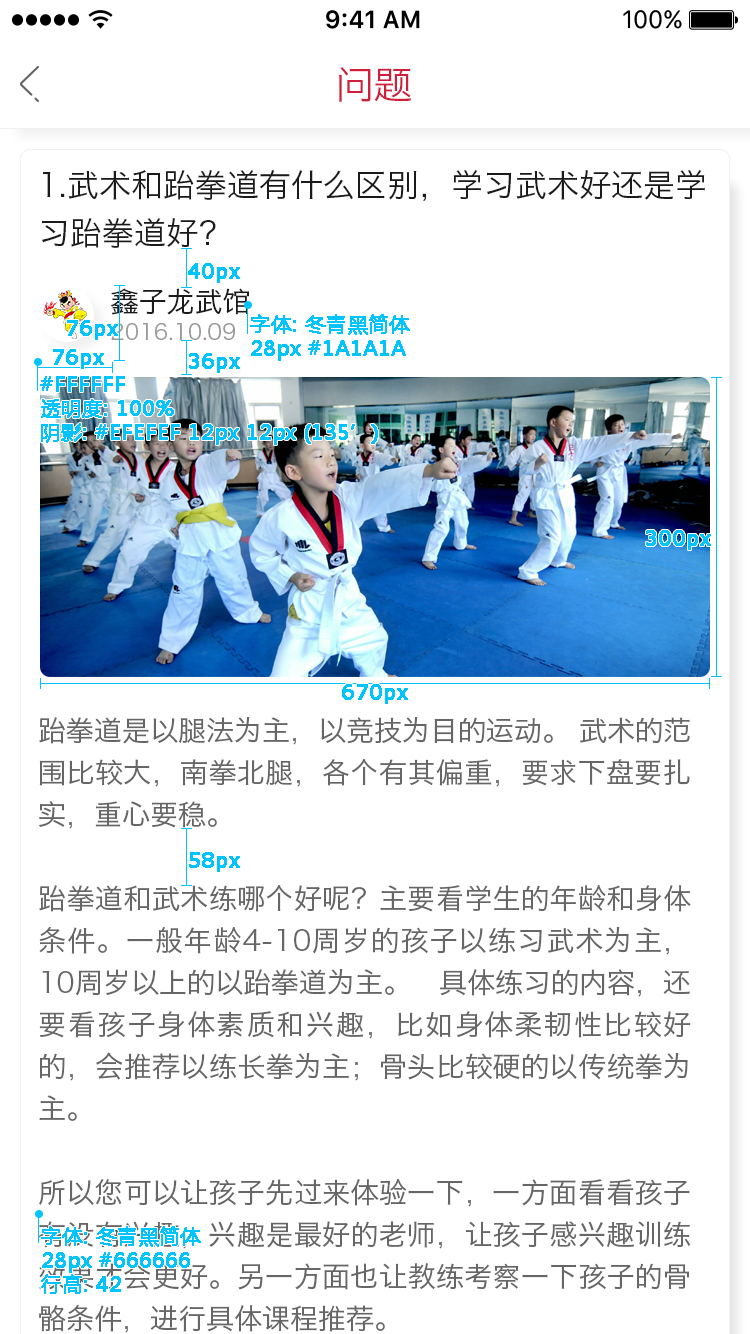 9:41 AM 100%
问题
1.武术和跆拳道有什么区别，学习武术好还是学
习跆拳道好？
40px
鑫子龙武馆
76px
2016.10.09
字体: 冬青黑简体
28px #1A1A1A
76px
36px
#FFFFFF
透明度: 100%
阴影: #EFEFEF 12px 12px (135′)
300px
670px
跆拳道是以腿法为主，以竞技为目的运动。 武术的范
围比较大，南拳北腿，各个有其偏重，要求下盘要扎
实，重心要稳。
58px
跆拳道和武术练哪个好呢？主要看学生的年龄和身体
条件。一般年龄4-10周岁的孩子以练习武术为主，
10周岁以上的以跆拳道为主。 具体练习的内容，还
要看孩子身体素质和兴趣，比如身体柔韧性比较好
的，会推荐以练长拳为主；骨头比较硬的以传统拳为
主。
所以您可以让孩子先过来体验一下，一方面看看孩子
兴趣是最好的老师，让孩子感兴趣训练
字体: 冬青黑简体
28px #666666
才会更好。另一方面也让教练考察一下孩子的骨
行高: 42
骼条件，进行具体课程推荐。